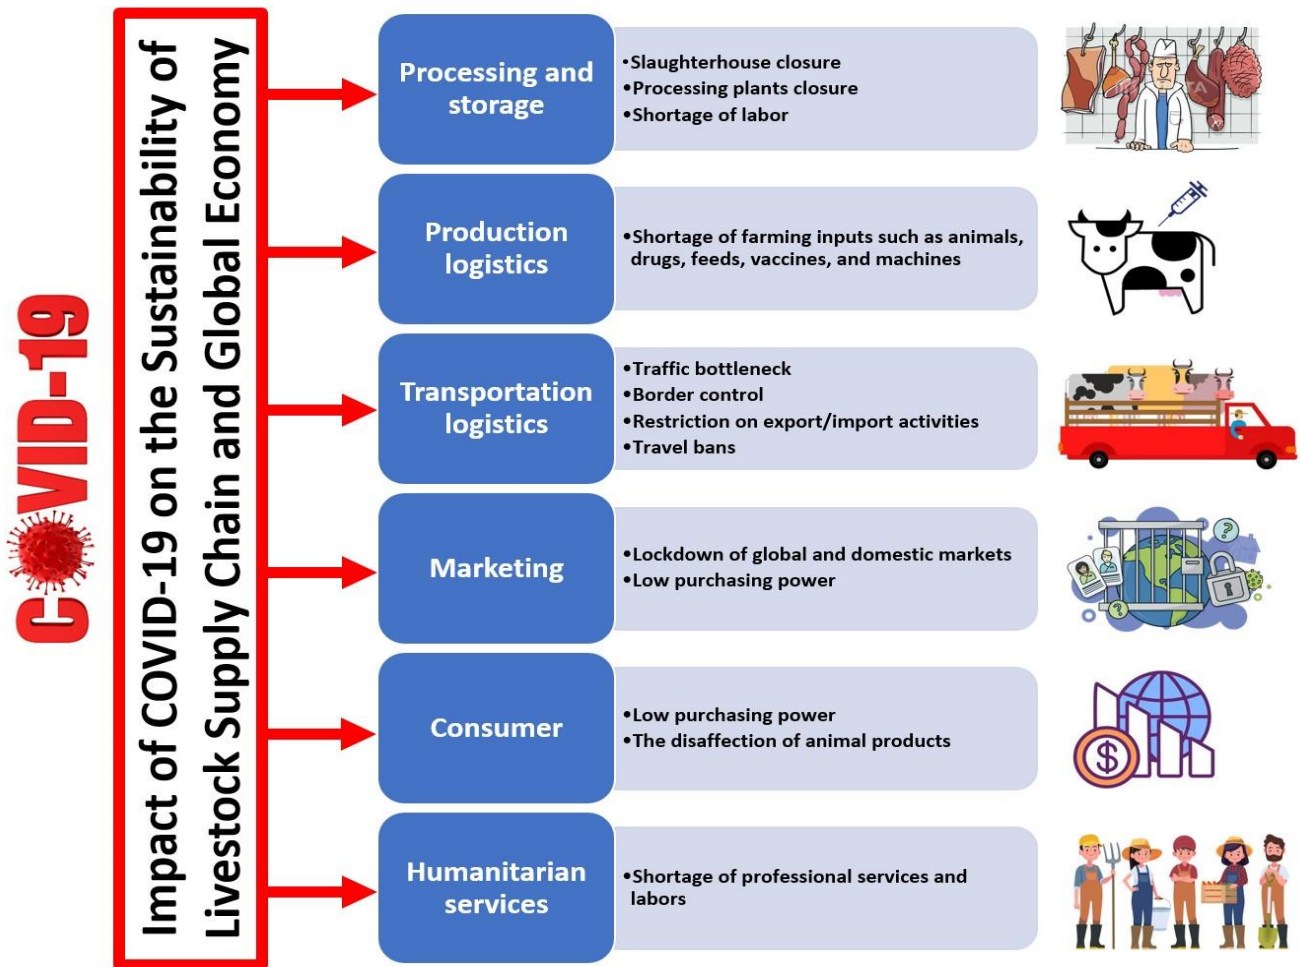 COVID-19
Impact of COVID-19 on the Sustainability of
Livestock Supply Chain and Global Economy
Processing and
storage
•Slaughterhouse closure
•Processing plants closure
•Shortage of labor
Production
logistics
•Shortage of farming inputs such as animals,
drugs, feeds, vaccines, and machines
Transportation
logistics
•Traffic bottleneck
•Border control
•Restriction on export/import activities
•Travel bans
Marketing
•Lockdown of global and domestic markets
•Low purchasing power
?
?
Consumer
•Low purchasing power
•The disaffection of animal products
$
Humanitarian
services
•Shortage of professional services and
labors